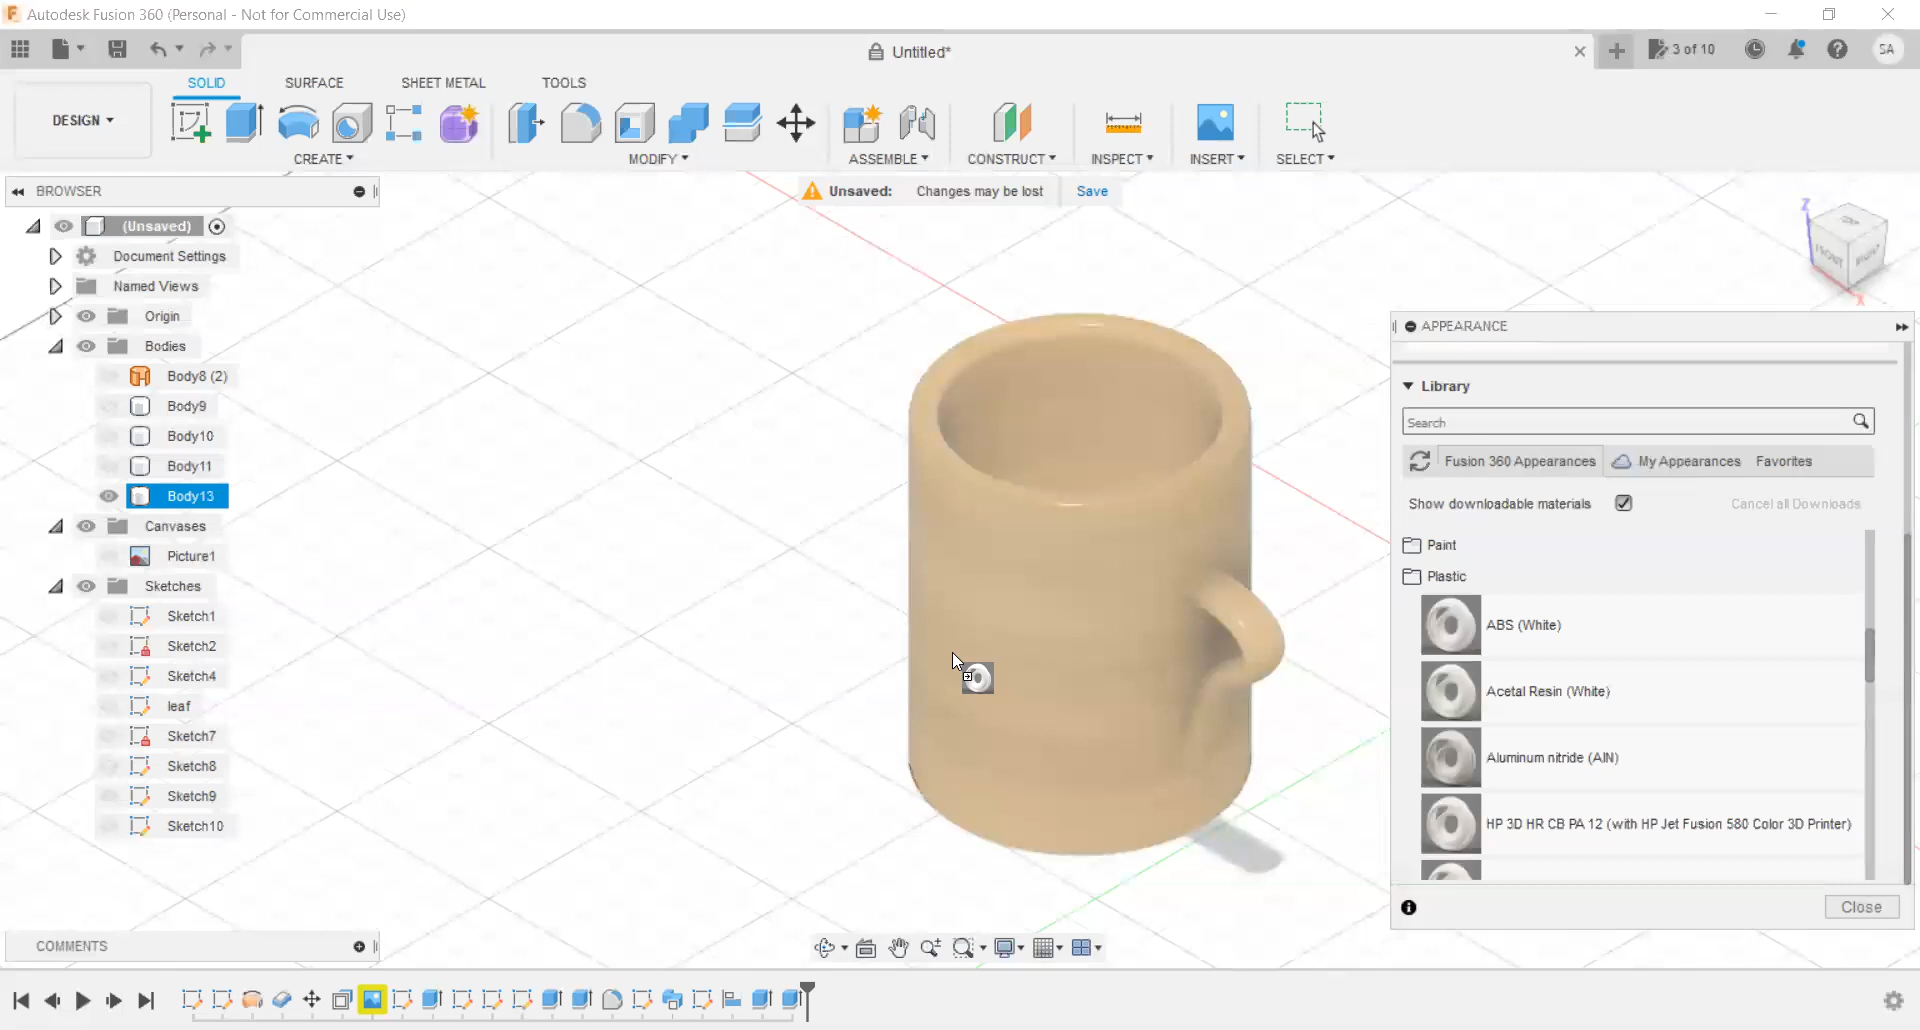 Autodesk Fusion 360 (Personal - Not for Commercial Use)
Untitled*
3 of 10
SA
DESIGN
SOLID
SURFACE
SHEET METAL
TOOLS
CREATE
MODIFY
ASSEMBLE
CONSTRUCT
INSPECT
INSERT
SELECT
BROWSER
Unsaved: Changes may be lost Save
(Unsaved)
Document Settings
Named Views
Origin
Bodies
Body8 (2)
Body9
Body10
Body11
Body13
Canvases
Picture1
Sketches
Sketch1
Sketch2
Sketch4
leaf
Sketch7
Sketch8
Sketch9
Sketch10
Z
FRONT
RIGHT
X
APPEARANCE
Library
Search
Fusion 360 Appearances
My Appearances
Favorites
Show downloadable materials
Cancel all Downloads
Paint
Plastic
ABS (White)
Acetal Resin (White)
Aluminum nitride (AlN)
HP 3D HR CB PA 12 (with HP Jet Fusion 580 Color 3D Printer)
Close
COMMENTS